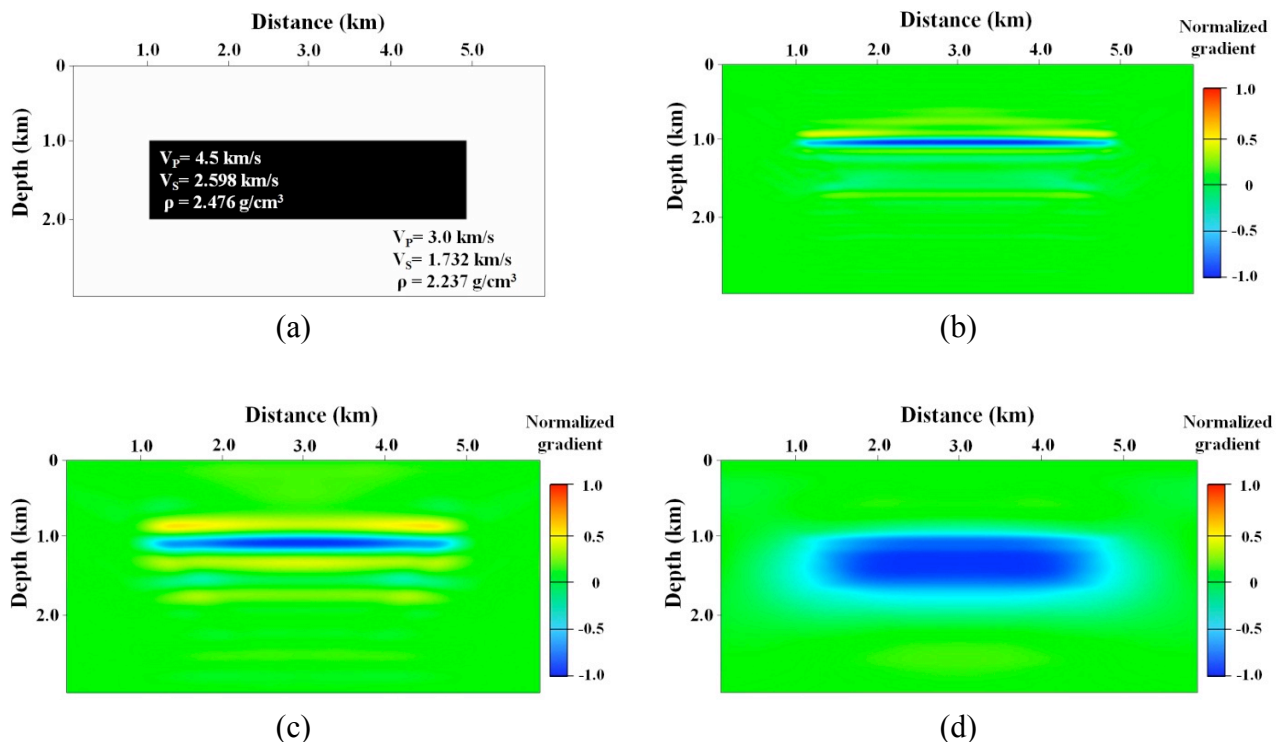 Distance (km)
1.0 2.0 3.0 4.0 5.0
Depth (km)
0
1.0
2.0
V_P= 4.5 km/s
V_S= 2.598 km/s
ρ = 2.476 g/cm³
V_P= 3.0 km/s
V_S= 1.732 km/s
ρ = 2.237 g/cm³
(a)
Distance (km)
1.0 2.0 3.0 4.0 5.0
Depth (km)
0
1.0
2.0
Normalized
gradient
1.0
0.5
0
-0.5
-1.0
(b)
Distance (km)
1.0 2.0 3.0 4.0 5.0
Depth (km)
0
1.0
2.0
Normalized
gradient
1.0
0.5
0
-0.5
-1.0
(c)
Distance (km)
1.0 2.0 3.0 4.0 5.0
Depth (km)
0
1.0
2.0
Normalized
gradient
1.0
0.5
0
-0.5
-1.0
(d)